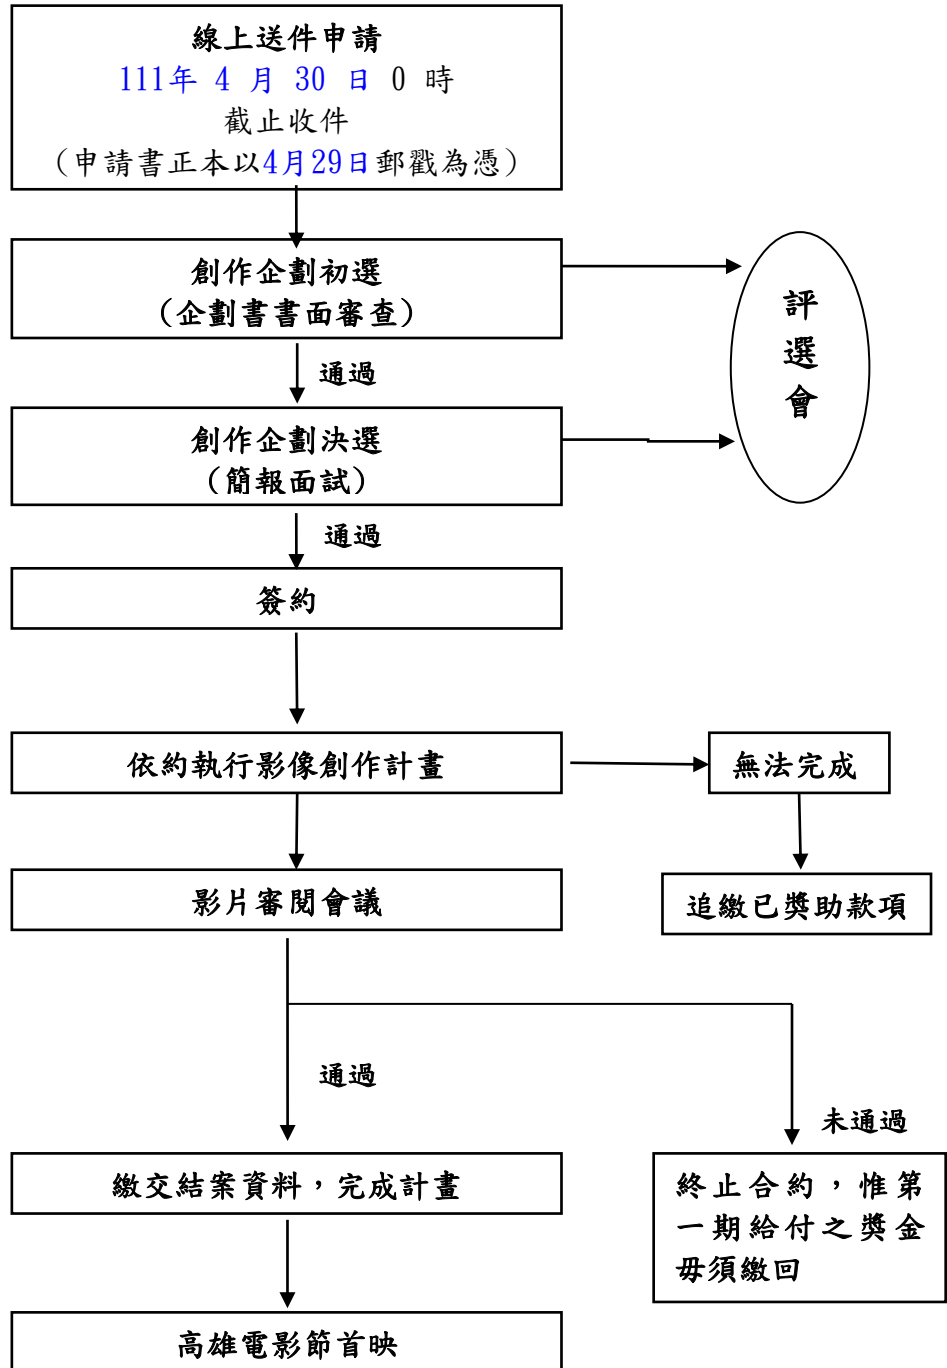 線上送件申請
111年 4 月 30 日 0 時
截止收件
(申請書正本以4月29日郵戳為憑)
創作企劃初選
(企劃書書面審查)
評
選
會
通過
創作企劃決選
(簡報面試)
通過
簽約
依約執行影像創作計畫
無法完成
影片審閱會議
追繳已獎助款項
通過
未通過
繳交結案資料，完成計畫
終止合約，惟第
一期給付之獎金
毋須繳回
高雄電影節首映